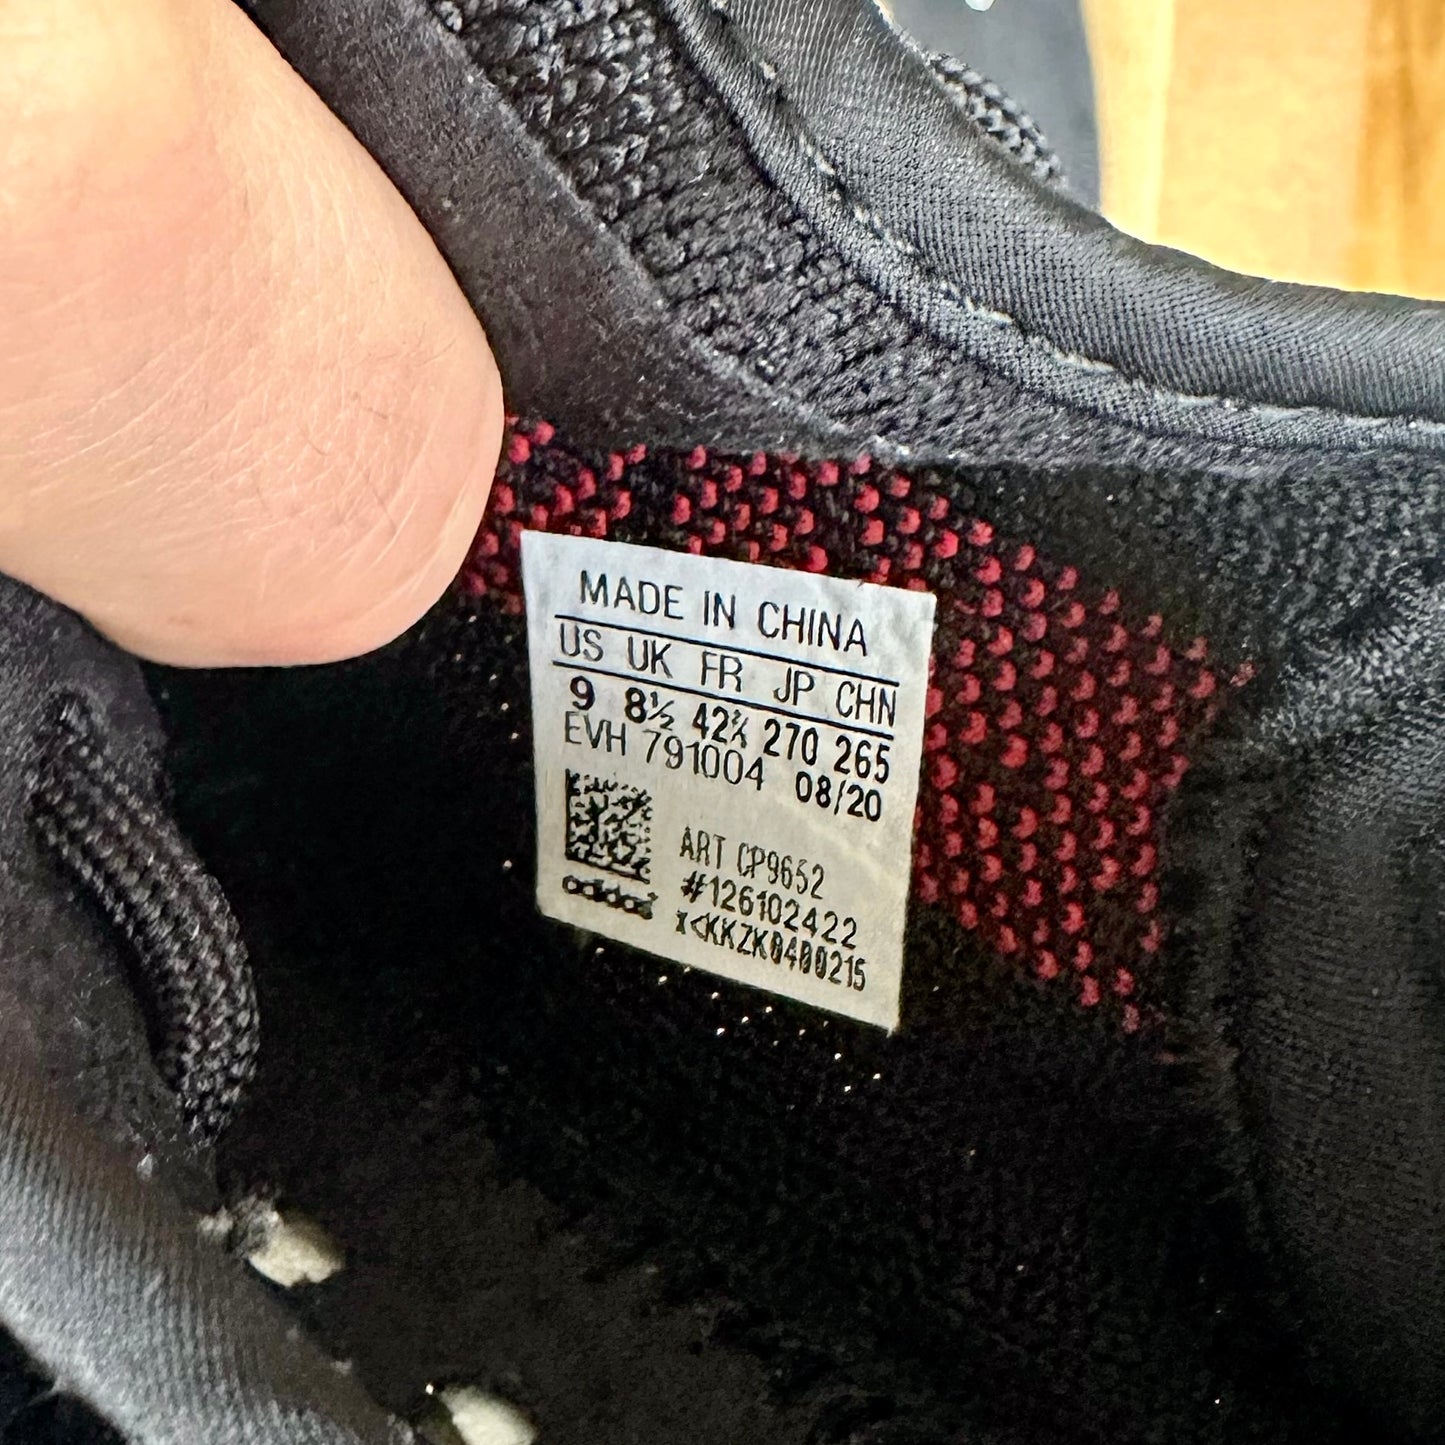 MADE IN CHINA
US UK FR JP CHN
9 8½ 42⅔ 270 265
EVH 791004 08/20
ART CP9652
#126102422
adidas
KKZK0400215